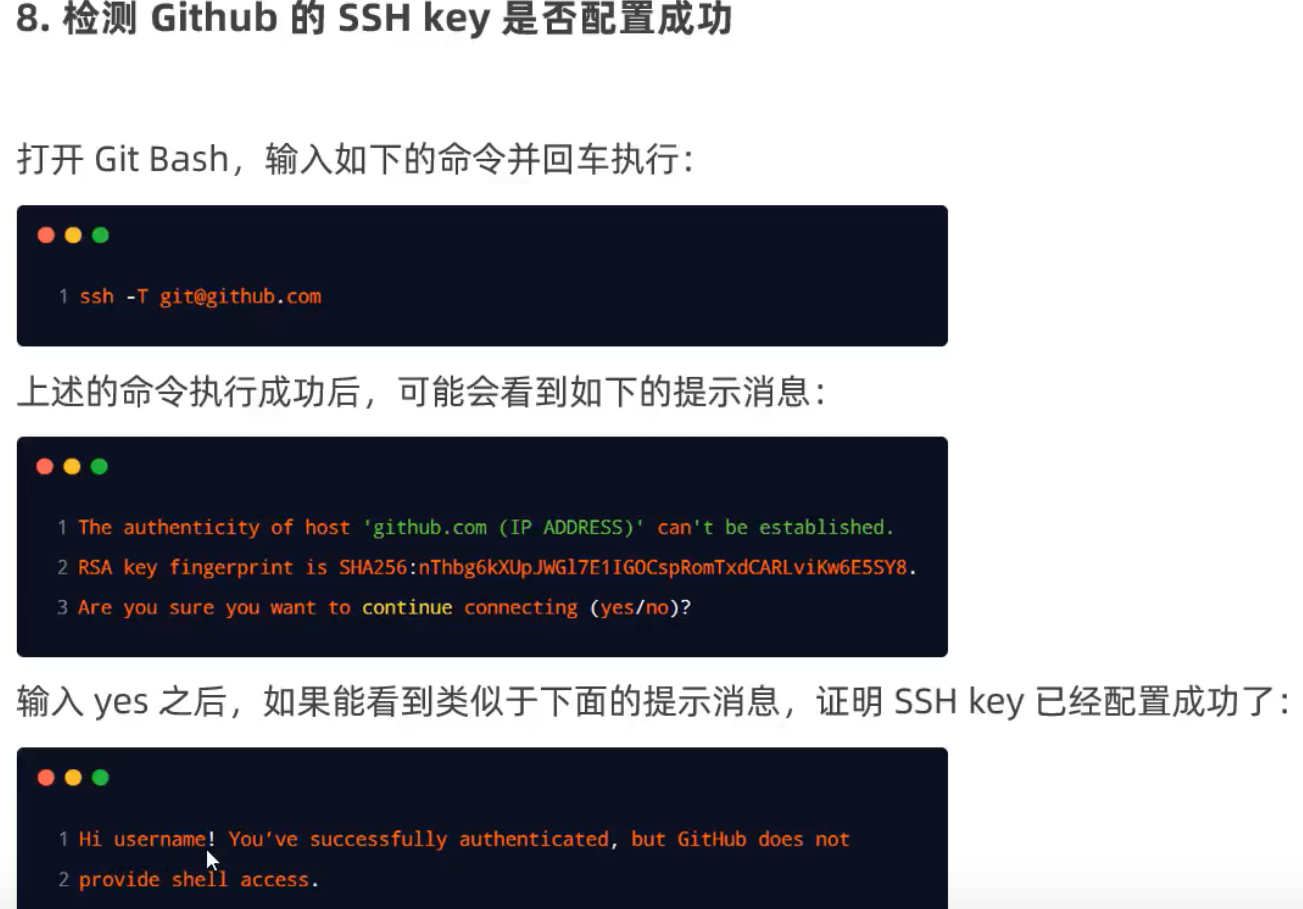 8. 检测 Github 的 SSH key 是否配置成功
打开 Git Bash，输入如下的命令并回车执行：
1 ssh -T git@github.com
上述的命令执行成功后，可能会看到如下的提示消息：
1 The authenticity of host 'github.com (IP ADDRESS)' can't be established.
2 RSA key fingerprint is SHA256:nThbg6kXUpJWGl7E1IGOCspRomTxdCARLviKw6E5SY8.
3 Are you sure you want to continue connecting (yes/no)?
输入 yes 之后，如果能看到类似于下面的提示消息，证明 SSH key 已经配置成功了：
1 Hi username! You've successfully authenticated, but GitHub does not
2 provide shell access.